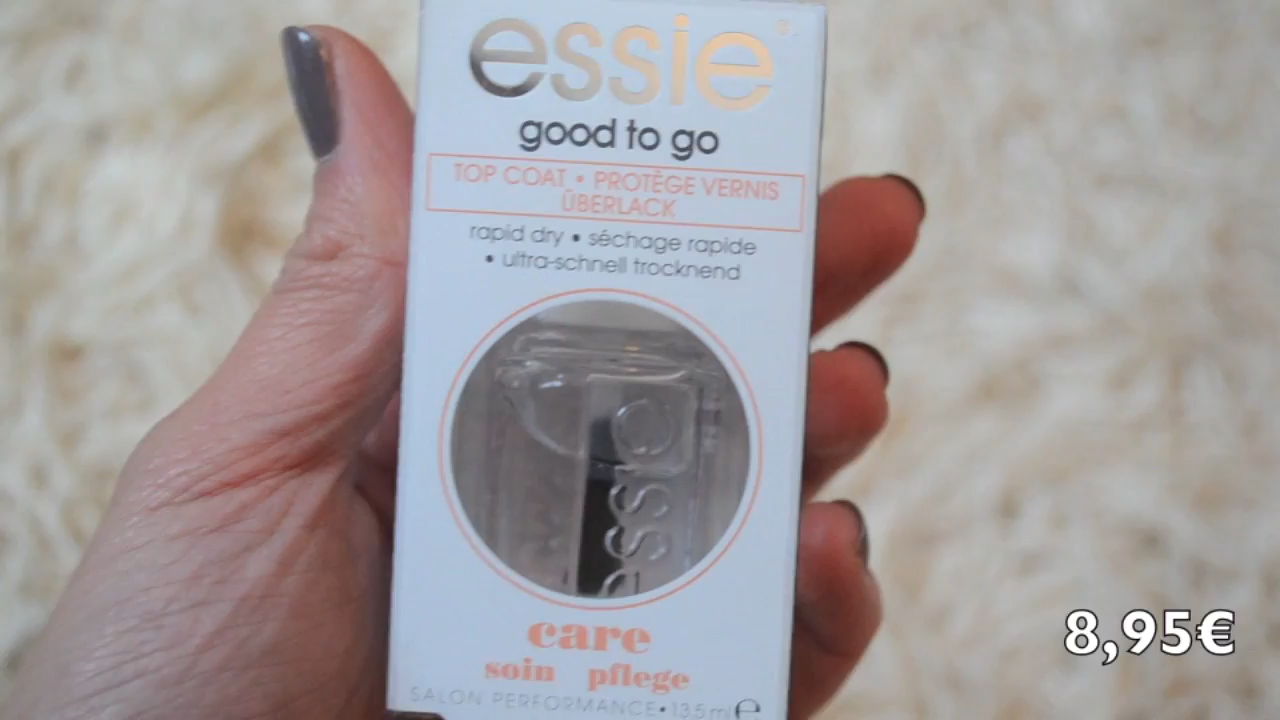 essie
good to go
TOP COAT • PROTÈGE VERNIS
ÜBERLACK
rapid dry • séchage rapide
• ultra-schnell trocknend
essie
care
soin pflege
SALON PERFORMANCE • 13.5 ml e
8,95€